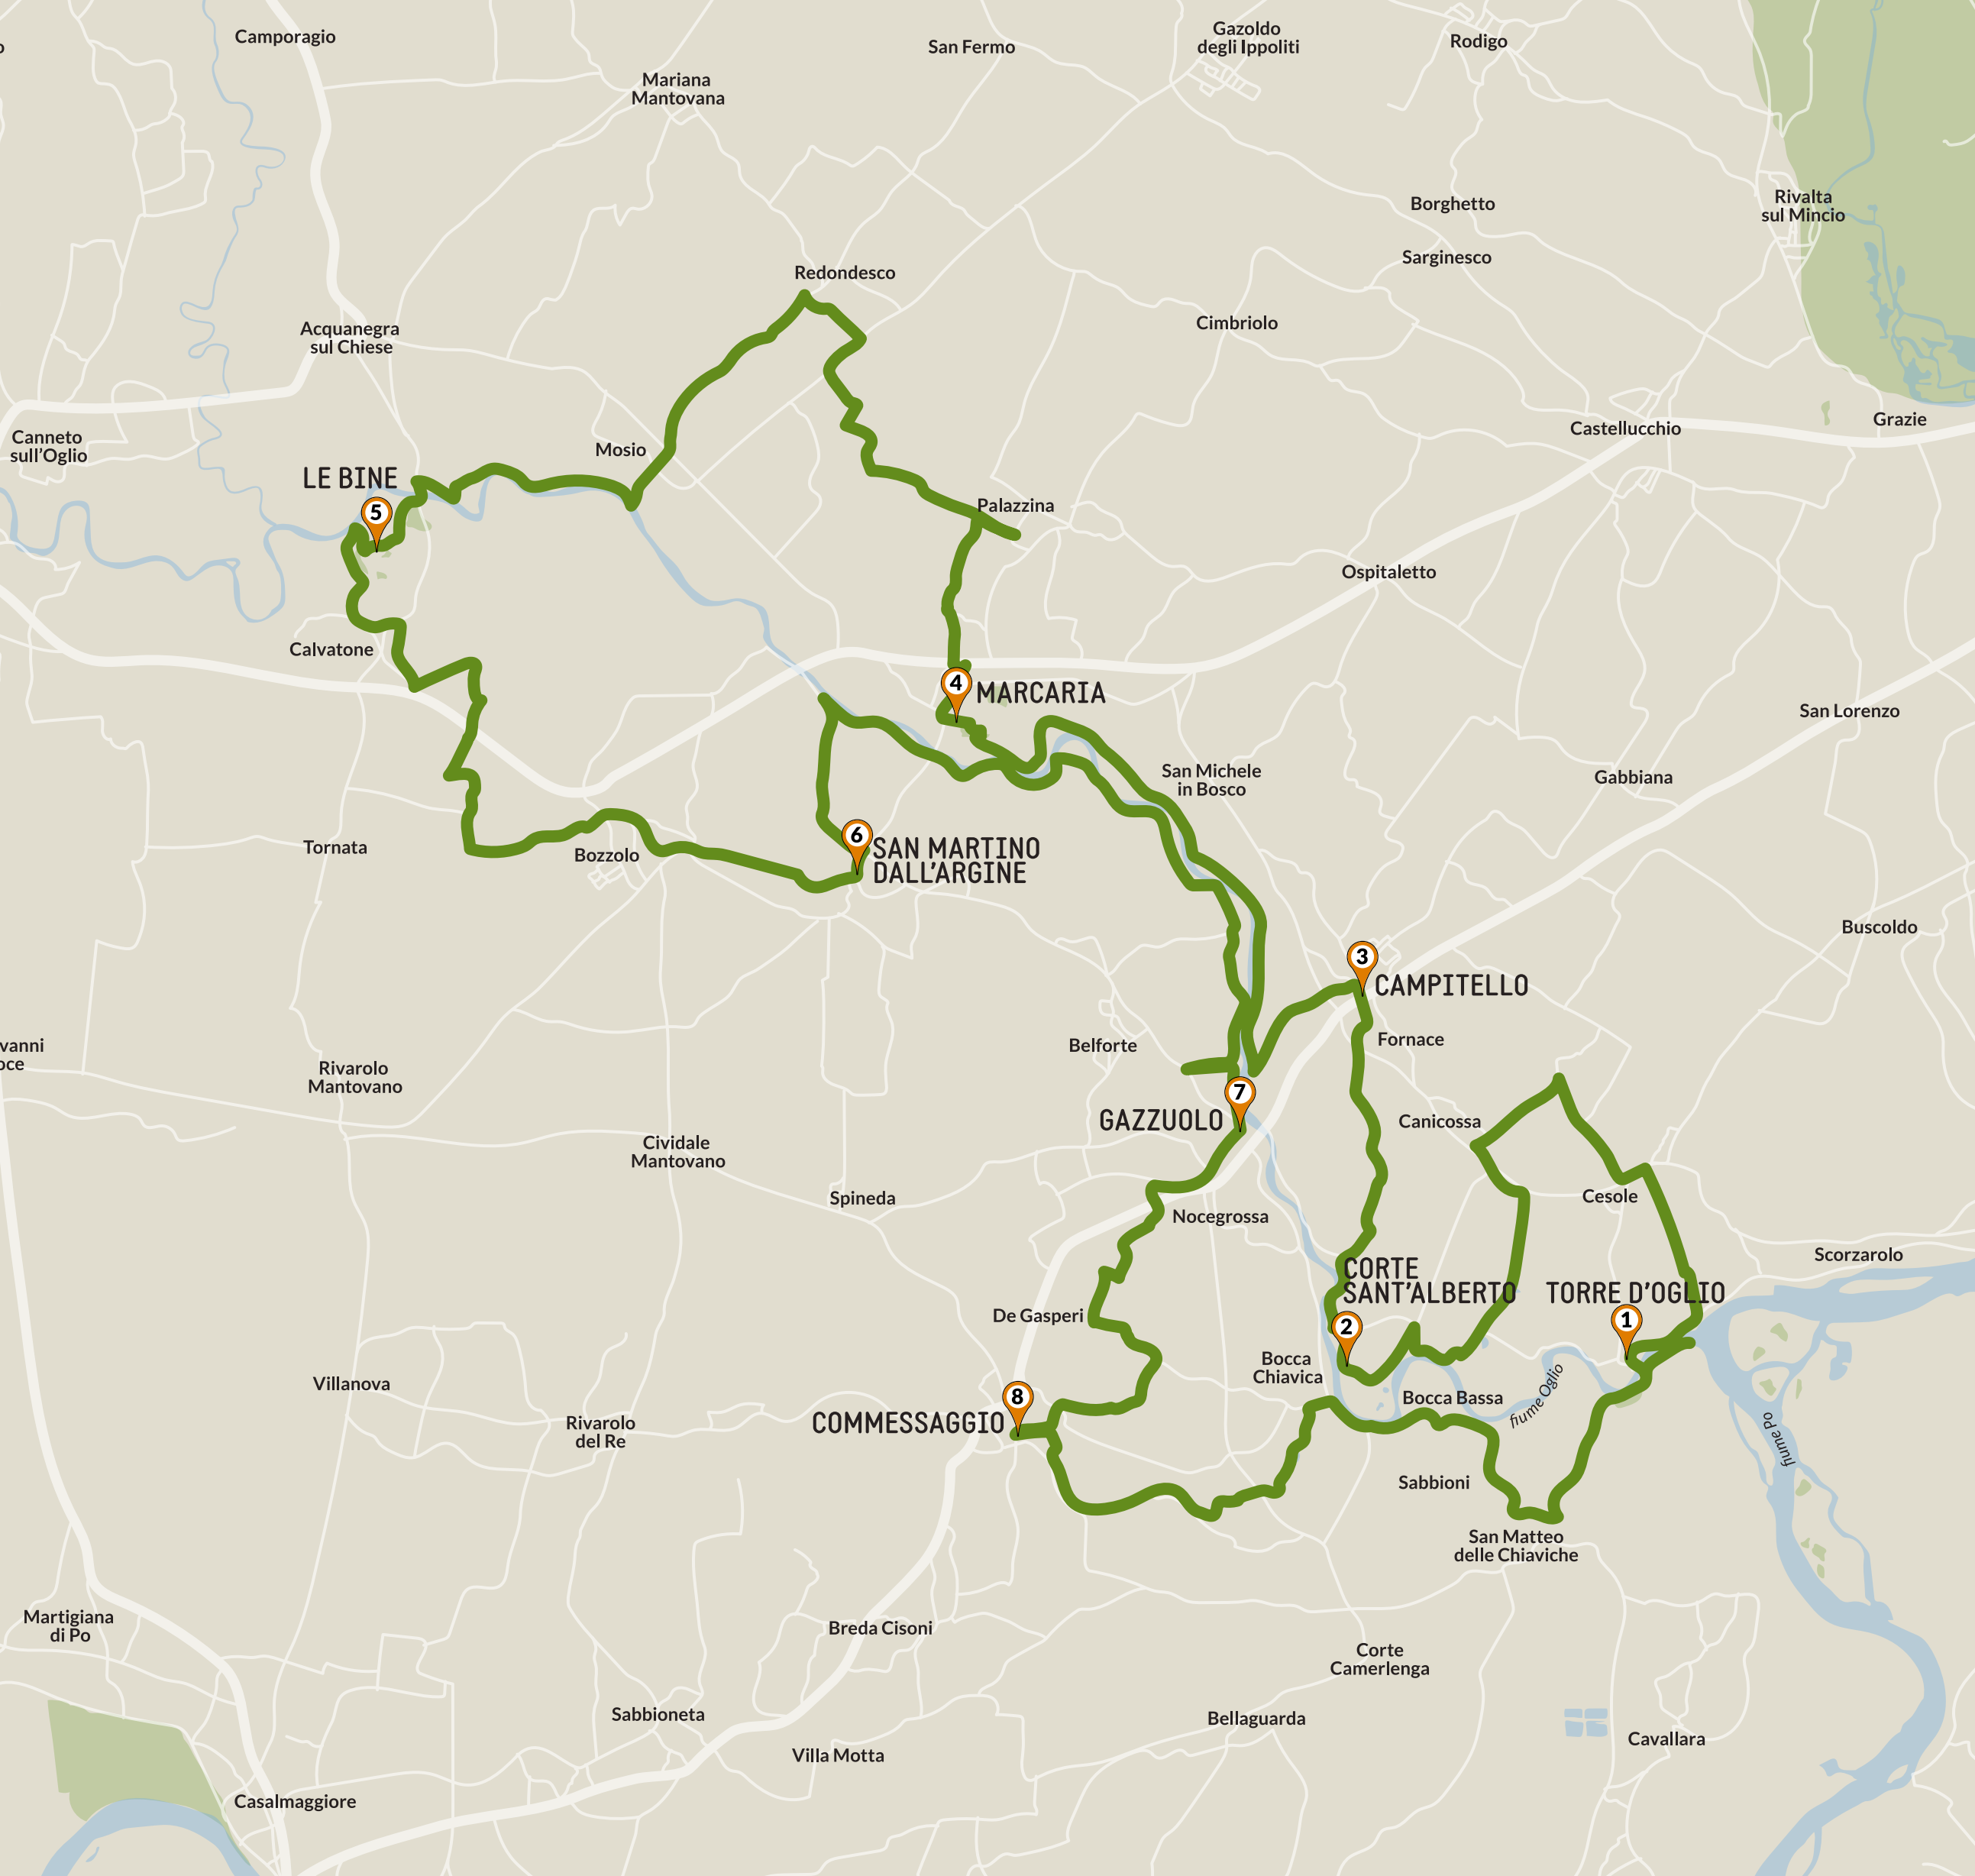 Camporagio
San Fermo
Gazoldo
degli Ippoliti
Rodigo
Mariana
Mantovana
Borghetto
Rivalta
sul Mincio
Sarginesco
Redondesco
Acquanegra
sul Chiese
Cimbriolo
Canneto
sull'Oglio
Mosio
Castellucchio
Grazie
LE BINE
5
Palazzina
Ospitaletto
Calvatone
4
MARCARIA
San Lorenzo
San Michele
in Bosco
Gabbiana
Tornata
Bozzolo
6
SAN MARTINO
DALL'ARGINE
Buscoldo
3
CAMPITELLO
Fornace
vanni
oce
Belforte
Rivarolo
Mantovano
7
GAZZUOLO
Canicossa
Cividale
Mantovano
Spineda
Cesole
Nocegrossa
Scorzarolo
CORTE
SANT'ALBERTO
2
TORRE D'OGLIO
1
De Gasperi
Bocca
Chiavica
Villanova
Bocca Bassa
fiume Oglio
fiume Po
8
COMMESSAGGIO
Rivarolo
del Re
Sabbioni
San Matteo
delle Chiaviche
Martigiana
di Po
Breda Cisoni
Corte
Camerlenga
Sabbioneta
Bellaguarda
Villa Motta
Cavallara
Casalmaggiore